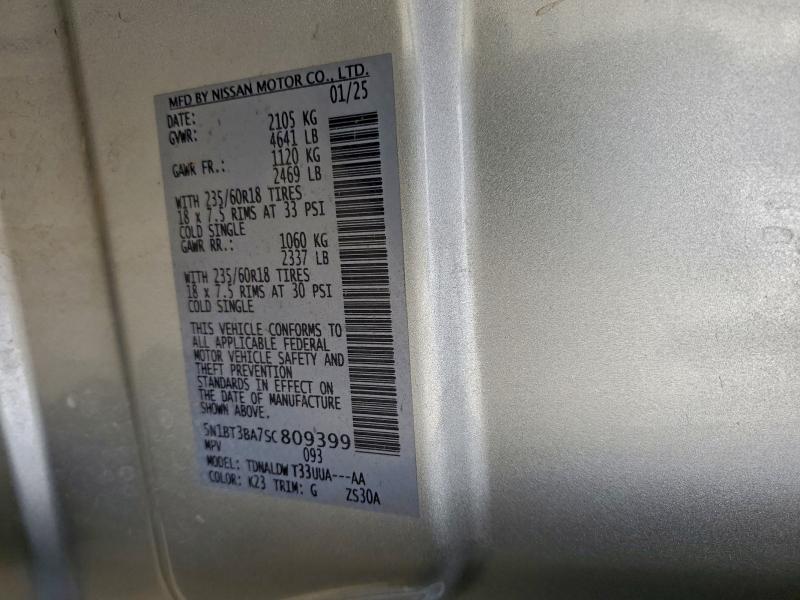 MFD BY NISSAN MOTOR CO., LTD.
DATE: 01/25
GVWR: 2105 KG
4641 LB
GAWR FR.: 1120 KG
2469 LB
WITH 235/60R18 TIRES
18 x 7.5 RIMS AT 33 PSI
COLD SINGLE
GAWR RR.: 1060 KG
2337 LB
WITH 235/60R18 TIRES
18 x 7.5 RIMS AT 30 PSI
COLD SINGLE
THIS VEHICLE CONFORMS TO
ALL APPLICABLE FEDERAL
MOTOR VEHICLE SAFETY AND
THEFT PREVENTION
STANDARDS IN EFFECT ON
THE DATE OF MANUFACTURE
SHOWN ABOVE.
5N1BT3BA7SC809399
MPV 093
MODEL: TDNALDW T33UUA---AA
COLOR: K23 TRIM: G ZS30A